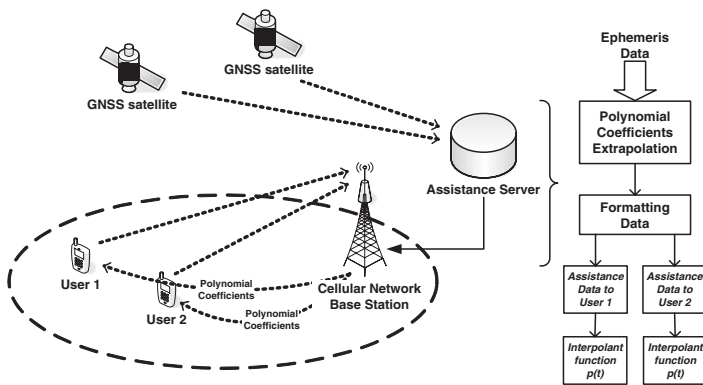 GNSS satellite
GNSS satellite
Assistance Server
User 1
User 2
Polynomial
Coefficients
Polynomial
Coefficients
Cellular Network
Base Station
Ephemeris
Data
Polynomial
Coefficients
Extrapolation
Formatting
Data
Assistance
Data to
User 1
Assistance
Data to
User 2
Interpolant
function
p(t)
Interpolant
function
p(t)